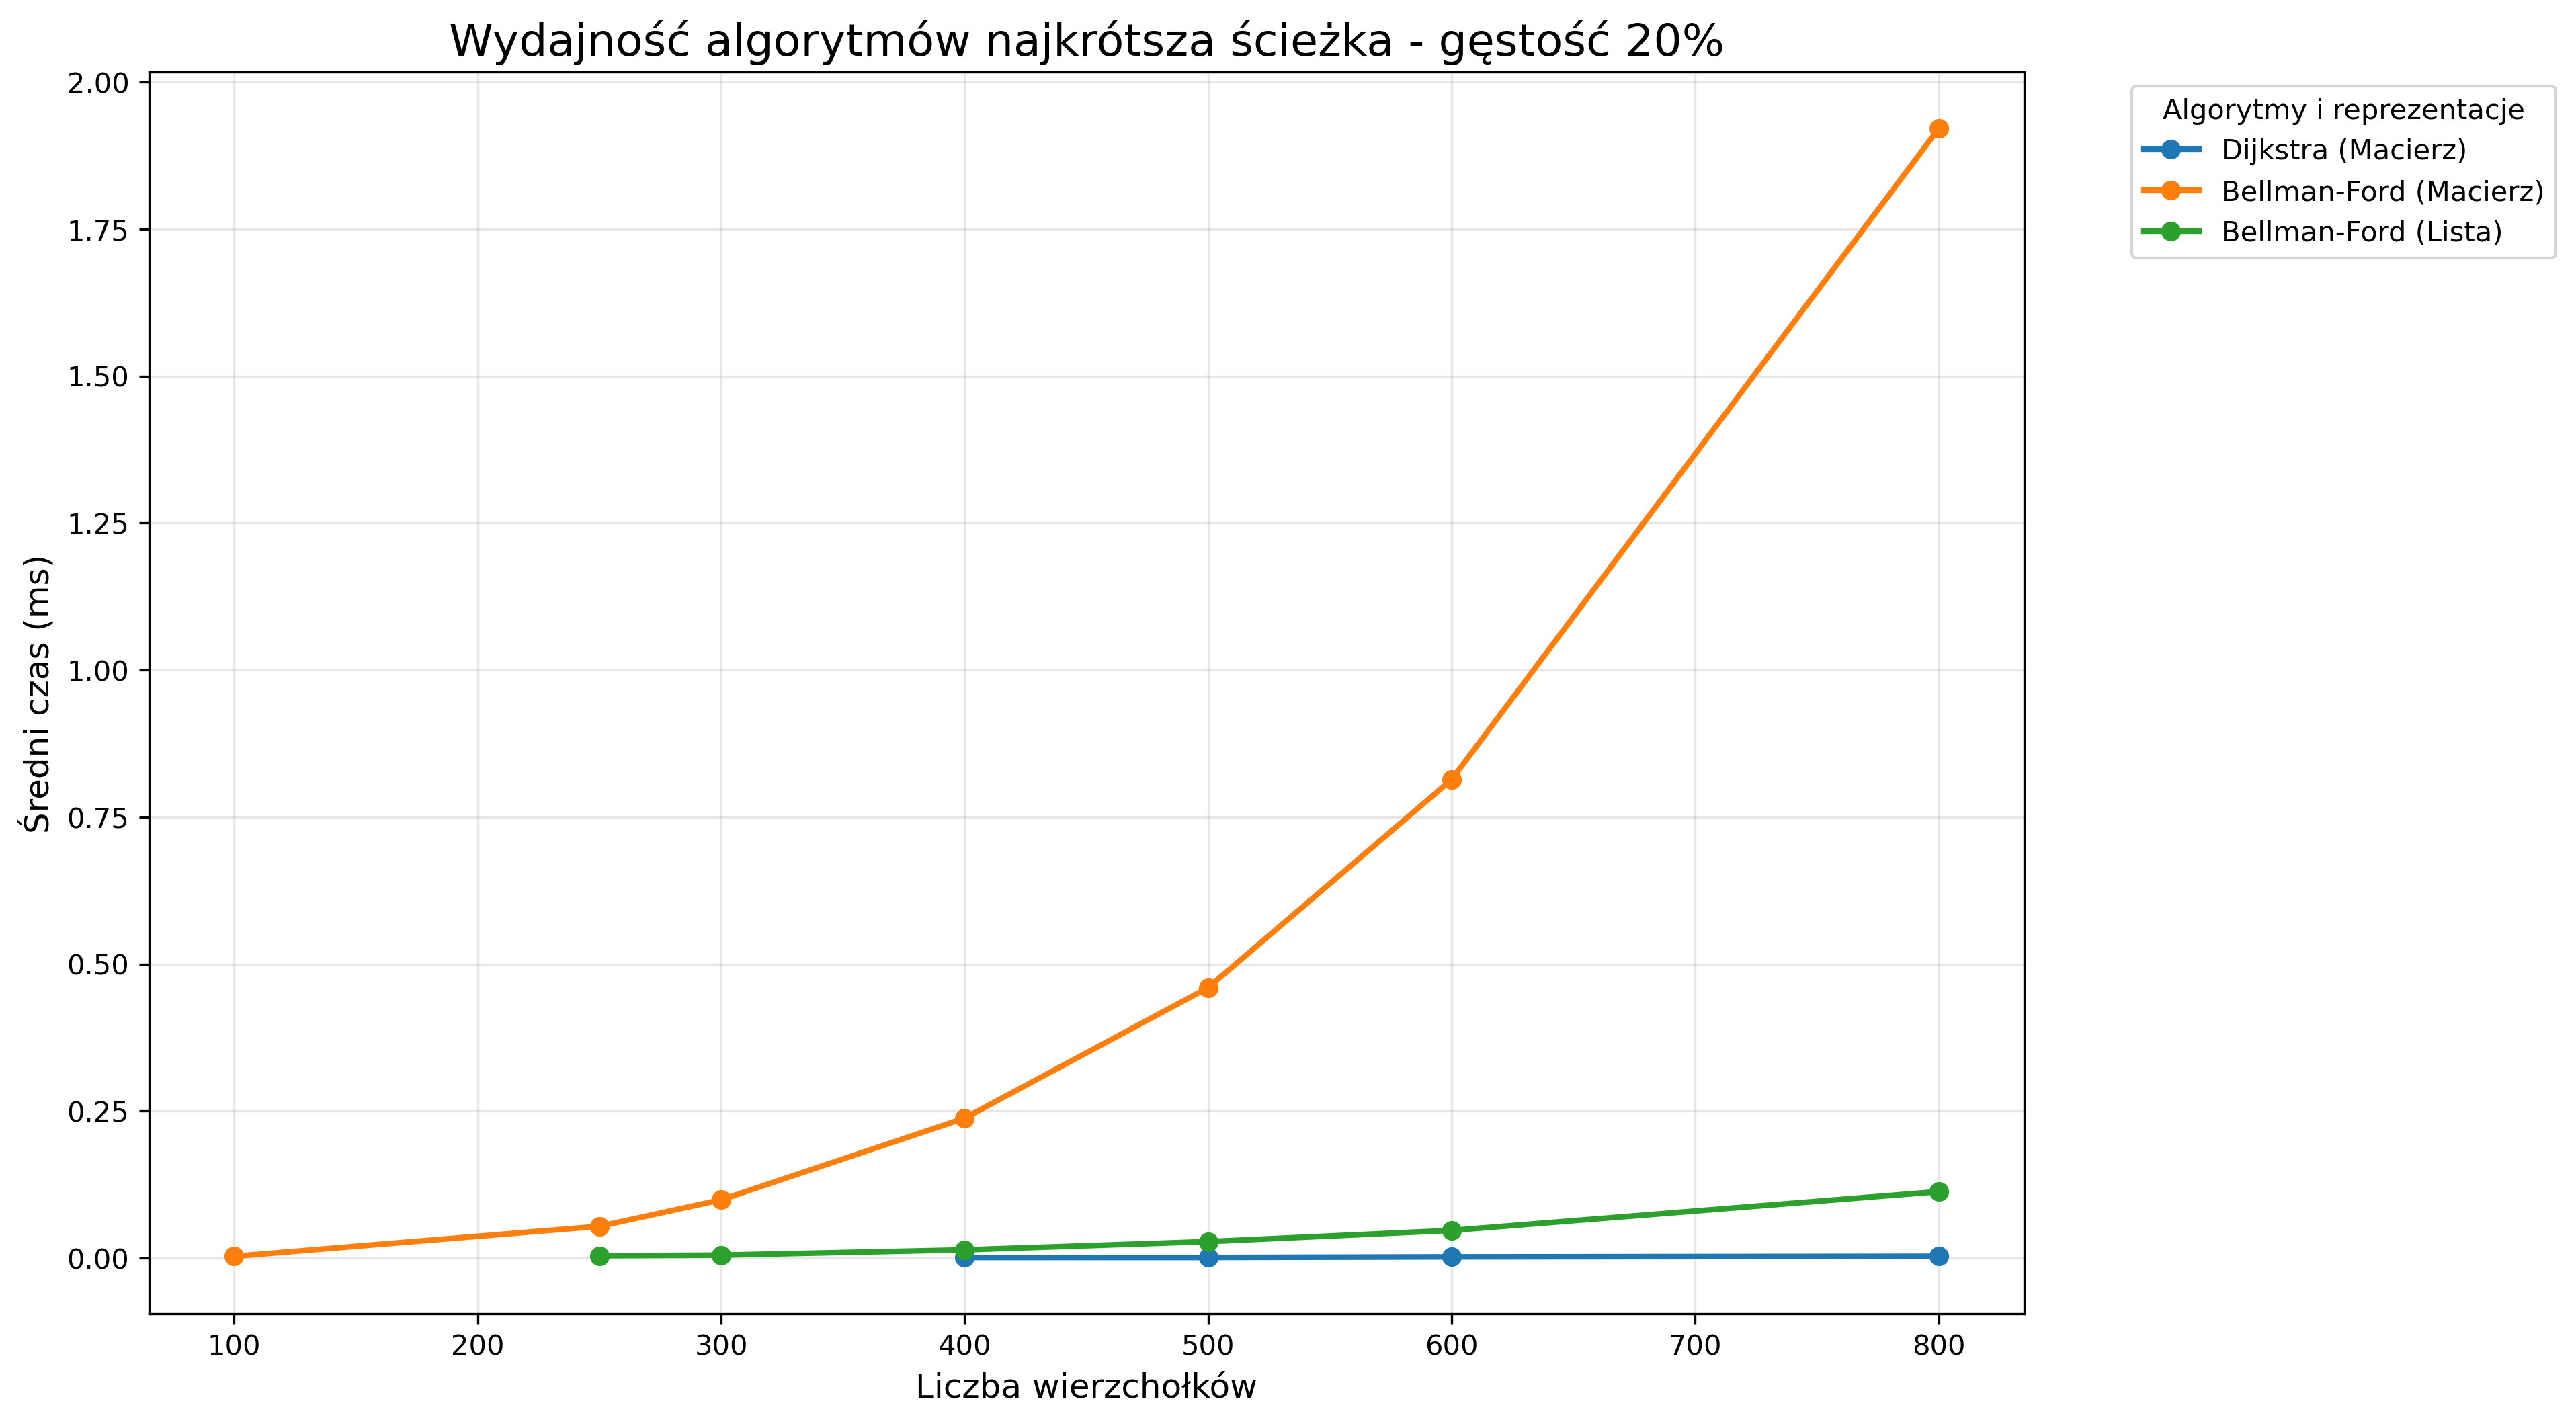 Wydajność algorytmów najkrótsza ścieżka - gęstość 20%
Algorytmy i reprezentacje
Dijkstra (Macierz)
Bellman-Ford (Macierz)
Bellman-Ford (Lista)
Średni czas (ms)
2.00
1.75
1.50
1.25
1.00
0.75
0.50
0.25
0.00
100 200 300 400 500 600 700 800
Liczba wierzchołków